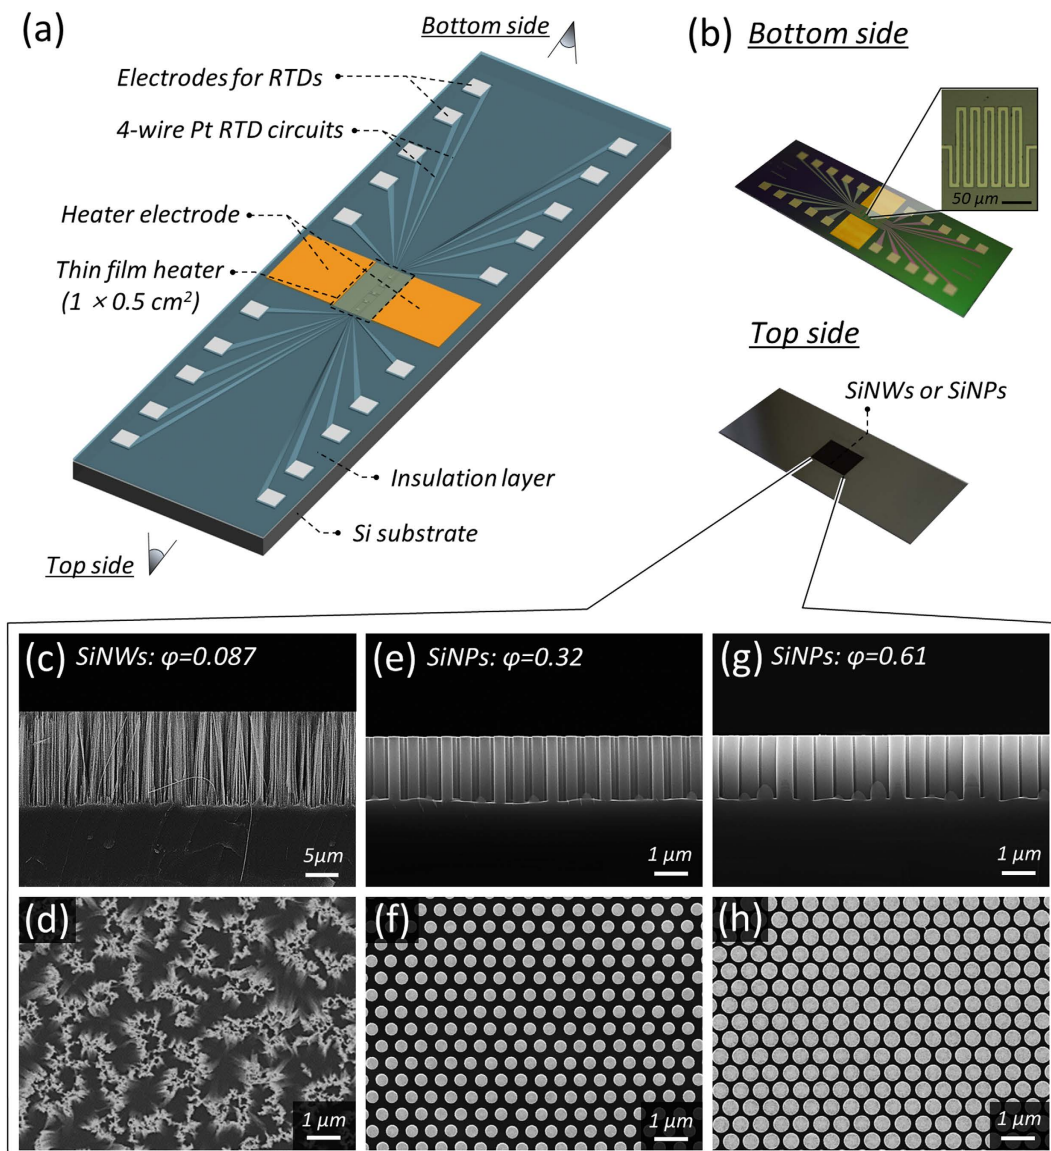 (a)
Bottom side
Electrodes for RTDs
4-wire Pt RTD circuits
Heater electrode
Thin film heater
(1 × 0.5 cm²)
Insulation layer
Si substrate
Top side
(b)
Bottom side
50 μm
Top side
SiNWs or SiNPs
(c)
SiNWs: φ=0.087
5μm
(e)
SiNPs: φ=0.32
1 μm
(g)
SiNPs: φ=0.61
1 μm
(d)
1 μm
(f)
1 μm
(h)
1 μm